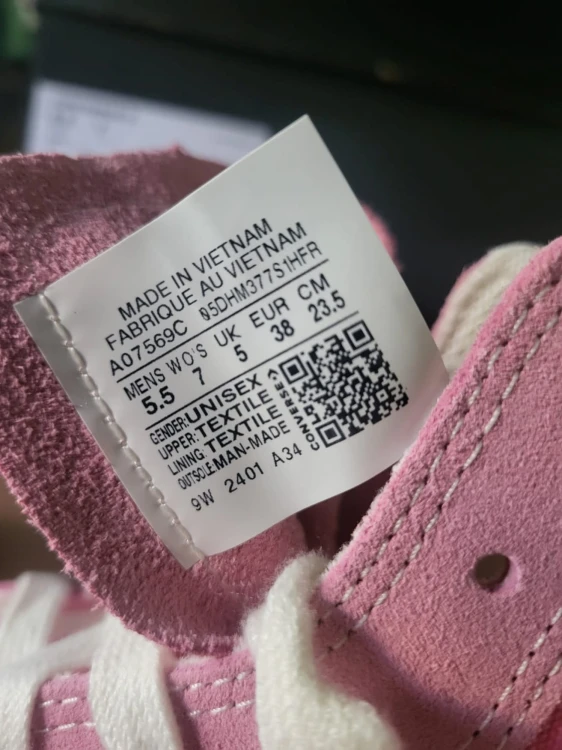 MADE IN VIETNAM
FABRIQUE AU VIETNAM
A07569C 05DHM377S1HFR
MENS WO'S UK EUR CM
5.5 7 5 38 23.5
GENDER:UNISEX
UPPER:TEXTILE
LINING:TEXTILE
OUTSOLE:MAN-MADE
CONVERSE
9W 2401 A34